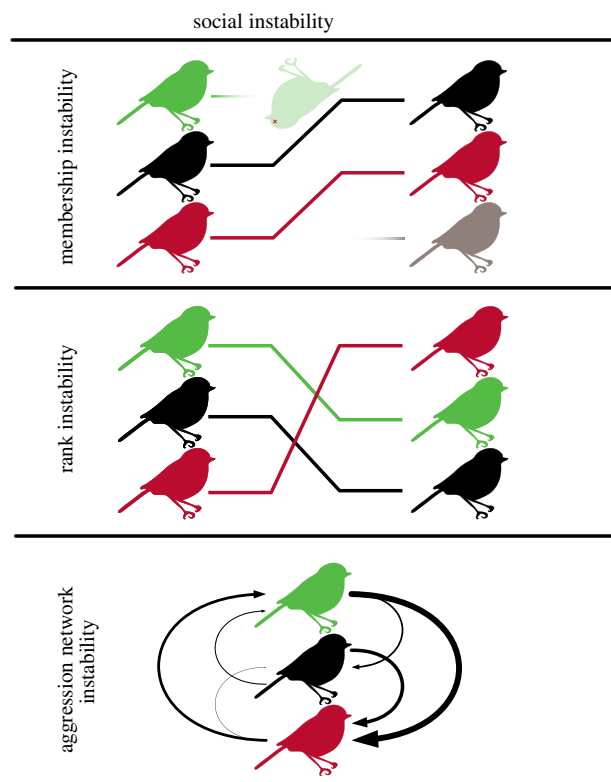 social instability
membership instability
rank instability
aggression network
instability